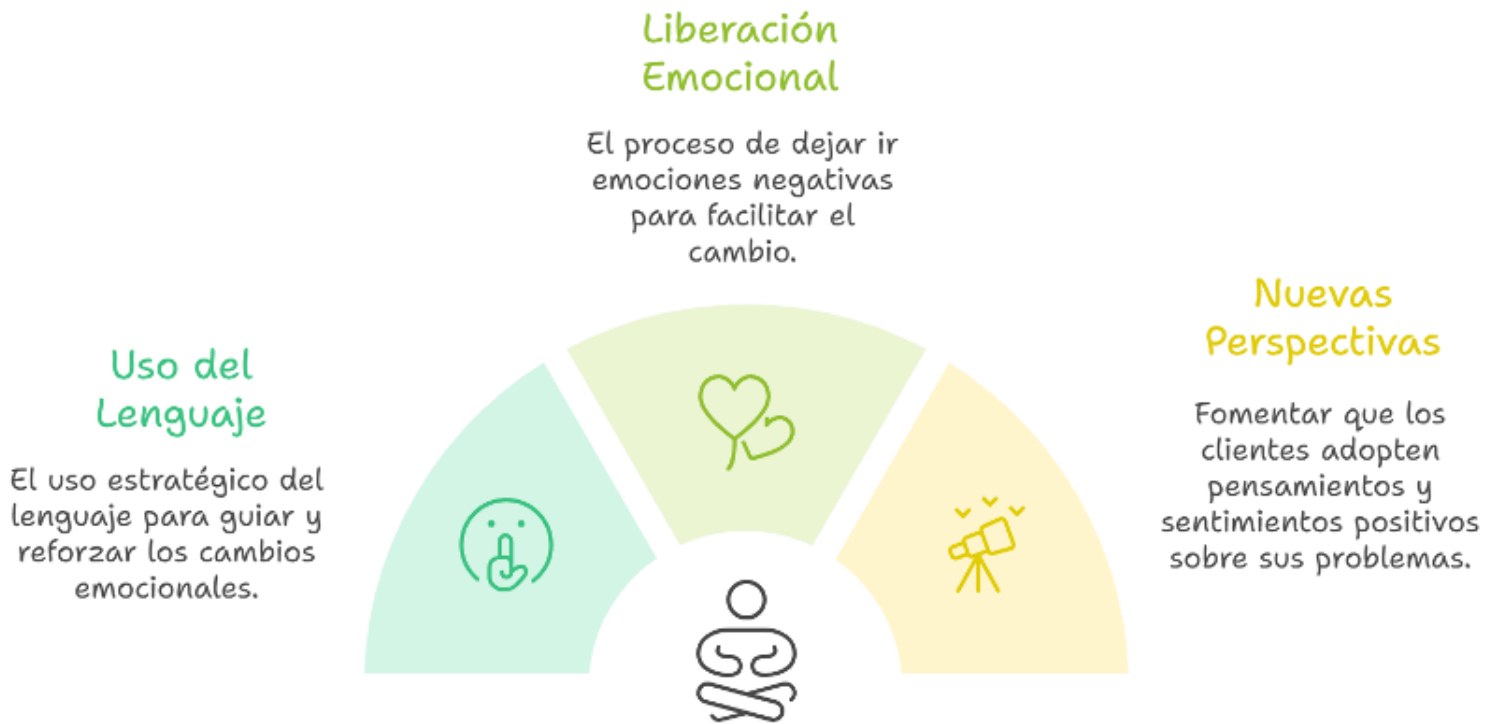 Liberación
Emocional
El proceso de dejar ir
emociones negativas
para facilitar el
cambio.
Uso del
Lenguaje
El uso estratégico del
lenguaje para guiar y
reforzar los cambios
emocionales.
Nuevas
Perspectivas
Fomentar que los
clientes adopten
pensamientos y
sentimientos positivos
sobre sus problemas.